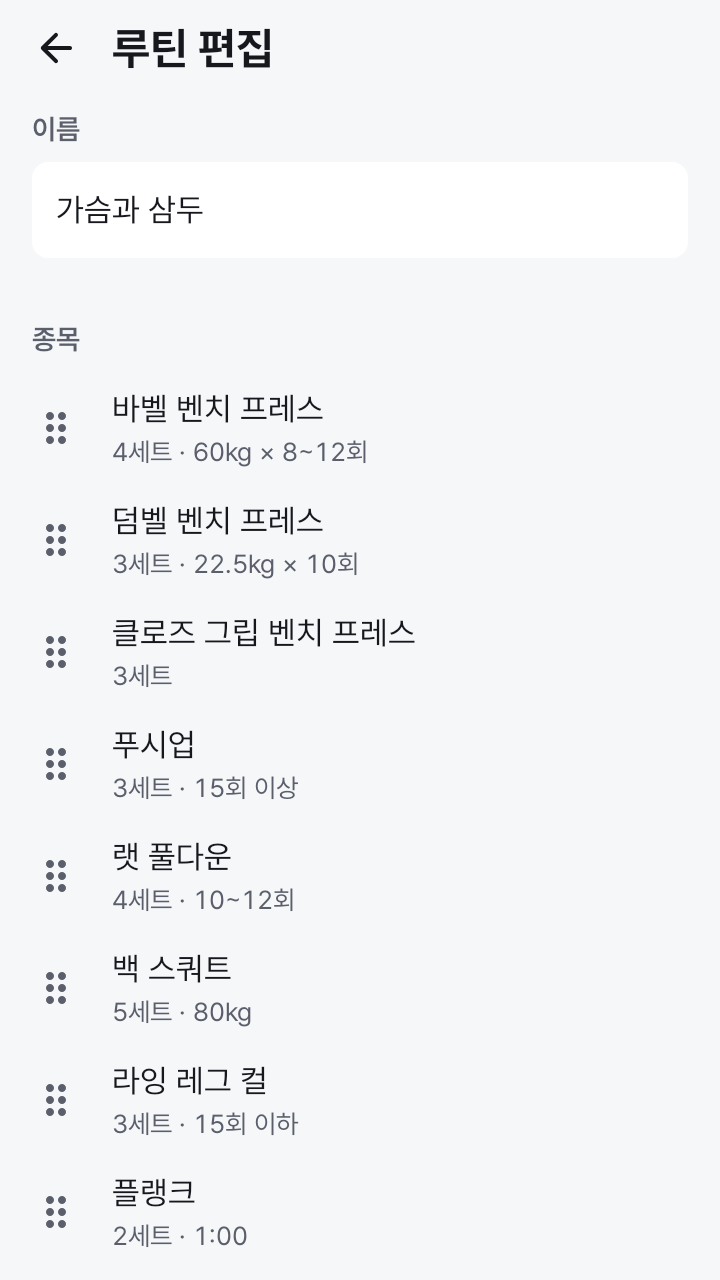 루틴 편집
이름
가슴과 삼두
종목
바벨 벤치 프레스
4세트 · 60kg × 8~12회
덤벨 벤치 프레스
3세트 · 22.5kg × 10회
클로즈 그립 벤치 프레스
3세트
푸시업
3세트 · 15회 이상
랫 풀다운
4세트 · 10~12회
백 스쿼트
5세트 · 80kg
라잉 레그 컬
3세트 · 15회 이하
플랭크
2세트 · 1:00